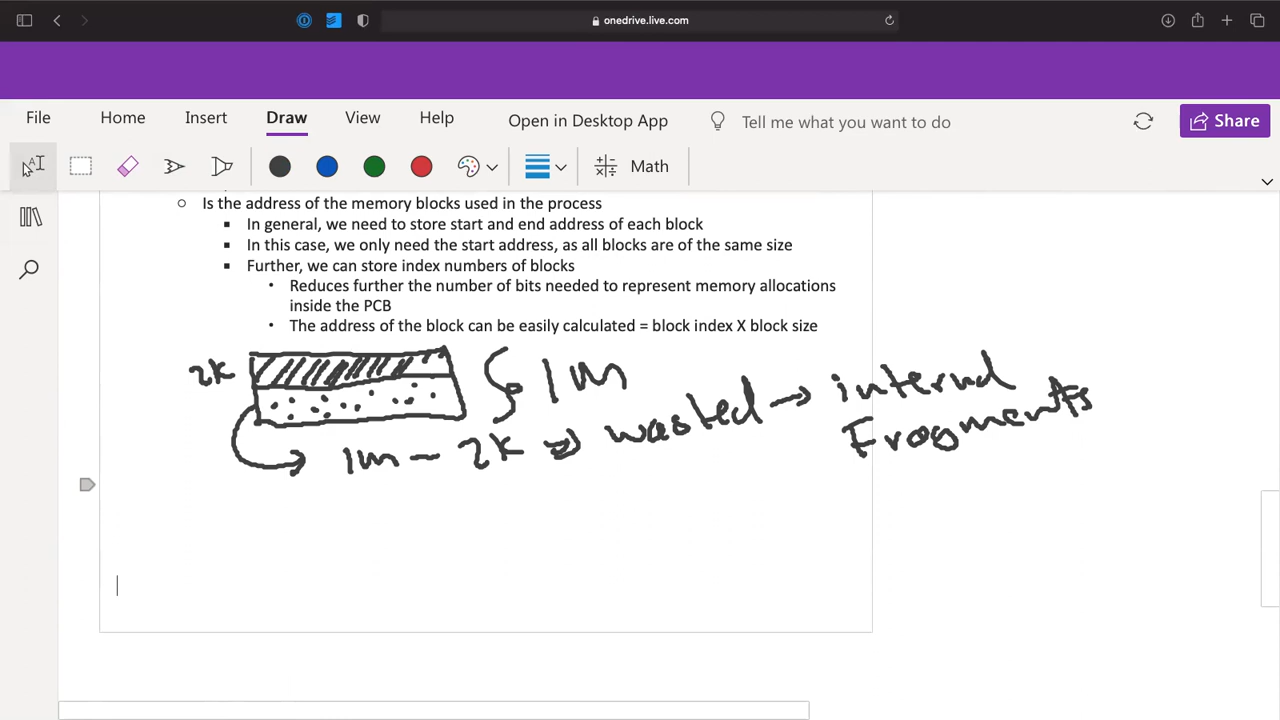 onedrive.live.com
File Home Insert Draw View Help Open in Desktop App Tell me what you want to do Share
Math
Is the address of the memory blocks used in the process
In general, we need to store start and end address of each block
In this case, we only need the start address, as all blocks are of the same size
Further, we can store index numbers of blocks
Reduces further the number of bits needed to represent memory allocations
inside the PCB
The address of the block can be easily calculated = block index X block size
2k
1m
1m - 2k => wasted → internal
Fragments